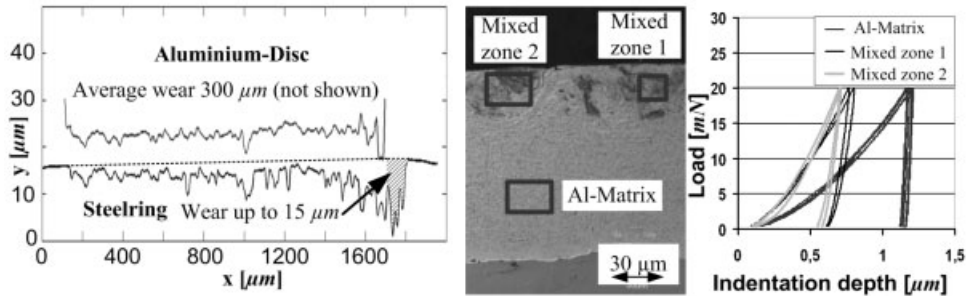 50
40
30
20
10
0
y [µm]
Aluminium-Disc
Average wear 300 µm (not shown)
Steelring
Wear up to 15 µm
0 400 800 1200 1600
x [µm]
Mixed
zone 2
Mixed
zone 1
Al-Matrix
30 µm
30
25
20
15
10
5
0
Load [m/N]
Al-Matrix
Mixed zone 1
Mixed zone 2
0 0,5 1 1,5
Indentation depth [µm]